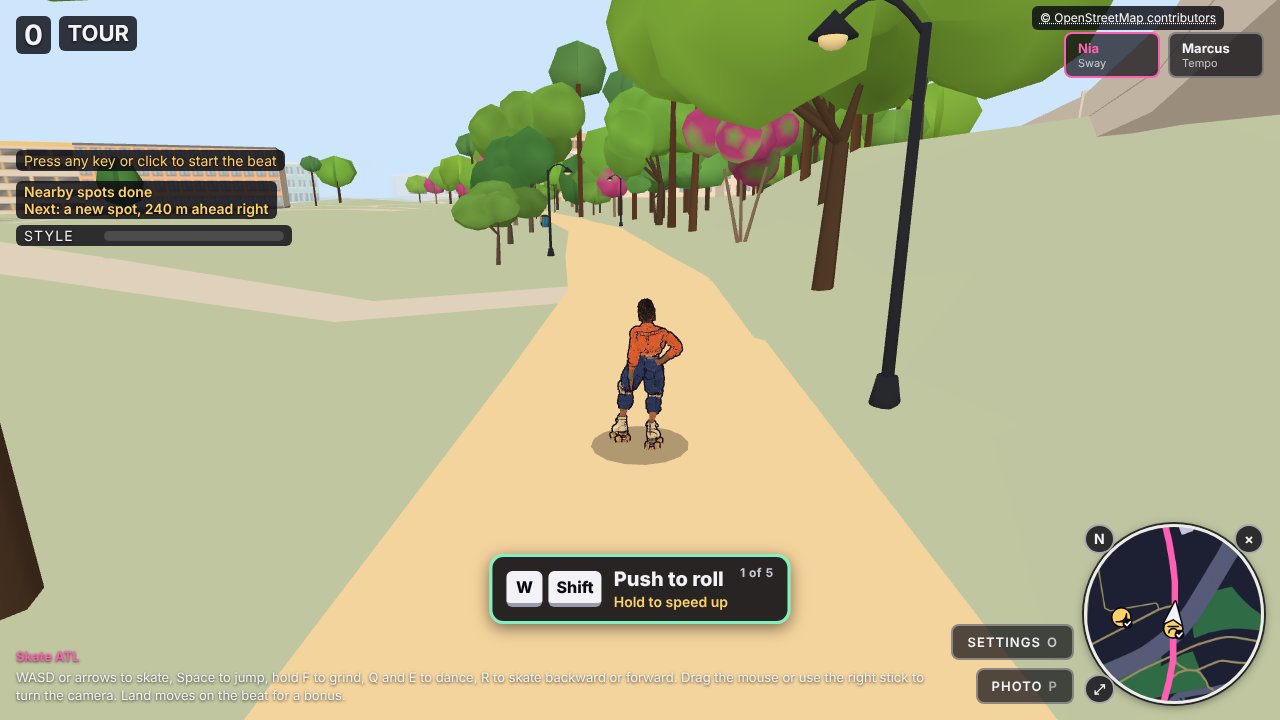 0 TOUR
© OpenStreetMap contributors
Nia
Sway
Marcus
Tempo
Press any key or click to start the beat
Nearby spots done
Next: a new spot, 240 m ahead right
STYLE
W Shift Push to roll 1 of 5
Hold to speed up
N ×
SETTINGS O
PHOTO P
Skate ATL
WASD or arrows to skate, Space to jump, hold F to grind, Q and E to dance, R to skate backward or forward. Drag the mouse or use the right stick to
turn the camera. Land moves on the beat for a bonus.